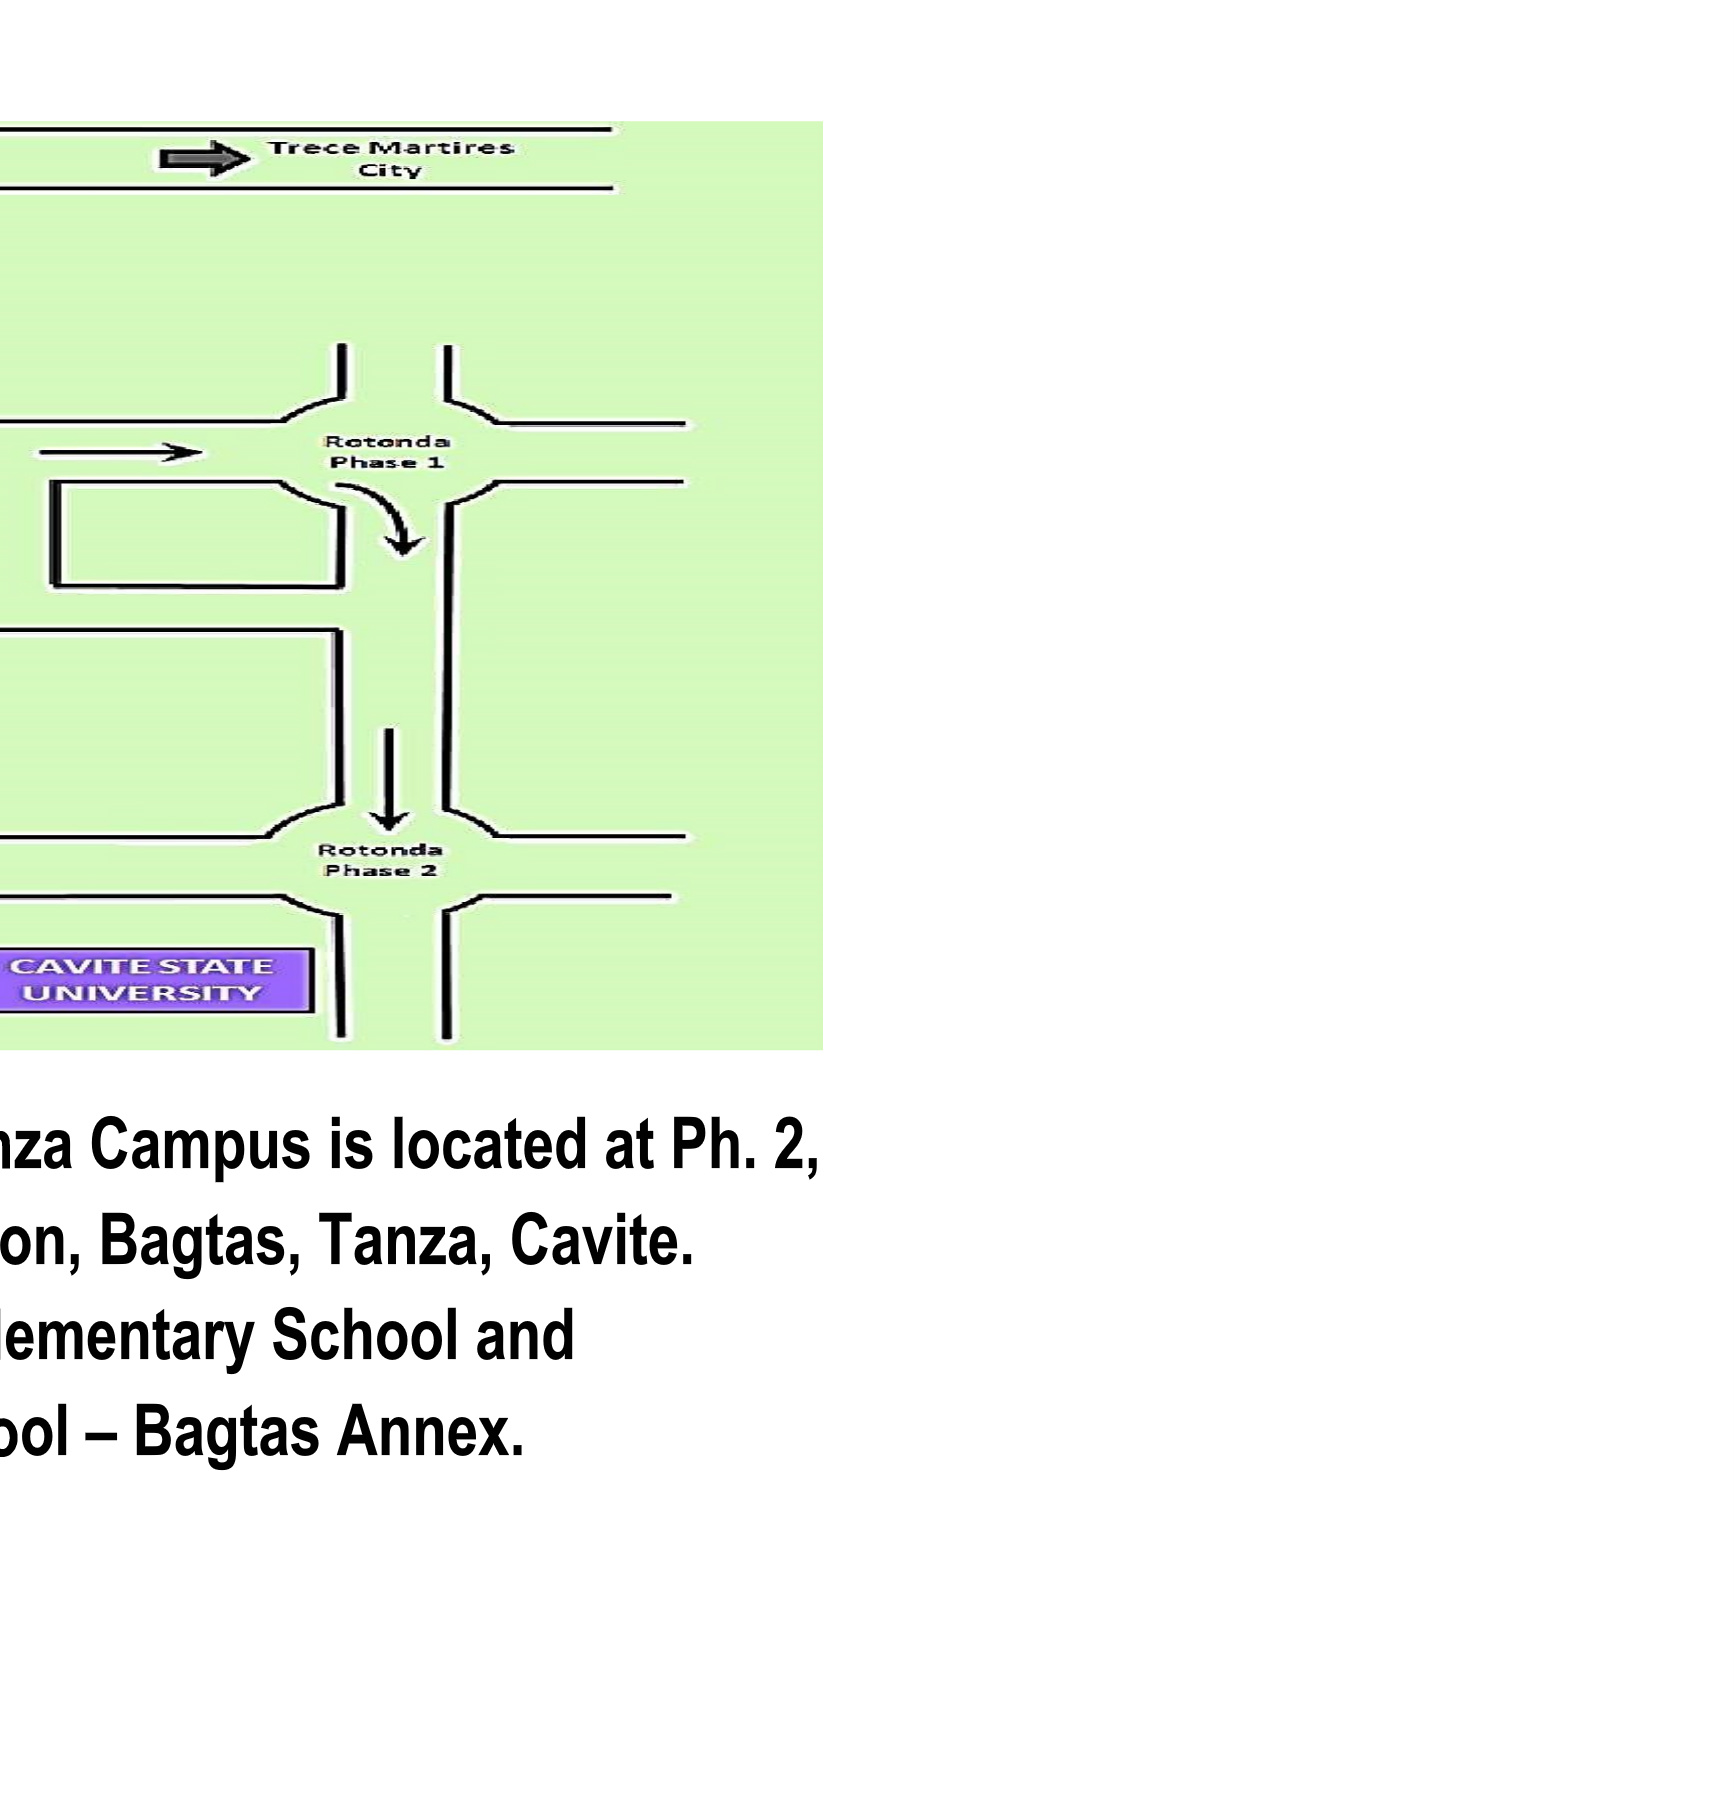 Trece Martires
City
Rotonda
Phase 1
Rotonda
Phase 2
CAVITE STATE
UNIVERSITY
nza Campus is located at Ph. 2,
on, Bagtas, Tanza, Cavite.
lementary School and
ool – Bagtas Annex.